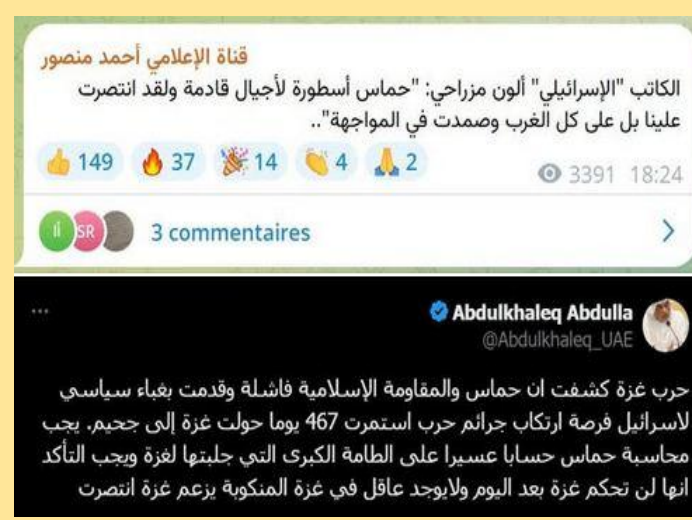 قناة الإعلامي أحمد منصور
الكاتب "الإسرائيلي" ألون مزراحي: "حماس أسطورة لأجيال قادمة ولقد انتصرت
علينا بل على كل الغرب وصمدت في المواجهة"..
👍 149 🔥 37 🎉 14 👏 4 🙏 2
3391 18:24
SR أا
3 commentaires
Abdulkhaleq Abdulla
@Abdulkhaleq_UAE
حرب غزة كشفت ان حماس والمقاومة الإسلامية فاشلة وقدمت بغباء سياسي
لاسرائيل فرصة ارتكاب جرائم حرب استمرت 467 يوما حولت غزة إلى جحيم. يجب
محاسبة حماس حسابا عسيرا على الطامة الكبرى التي جلبتها لغزة ويجب التأكد
انها لن تحكم غزة بعد اليوم ولايوجد عاقل في غزة المنكوبة يزعم غزة انتصرت